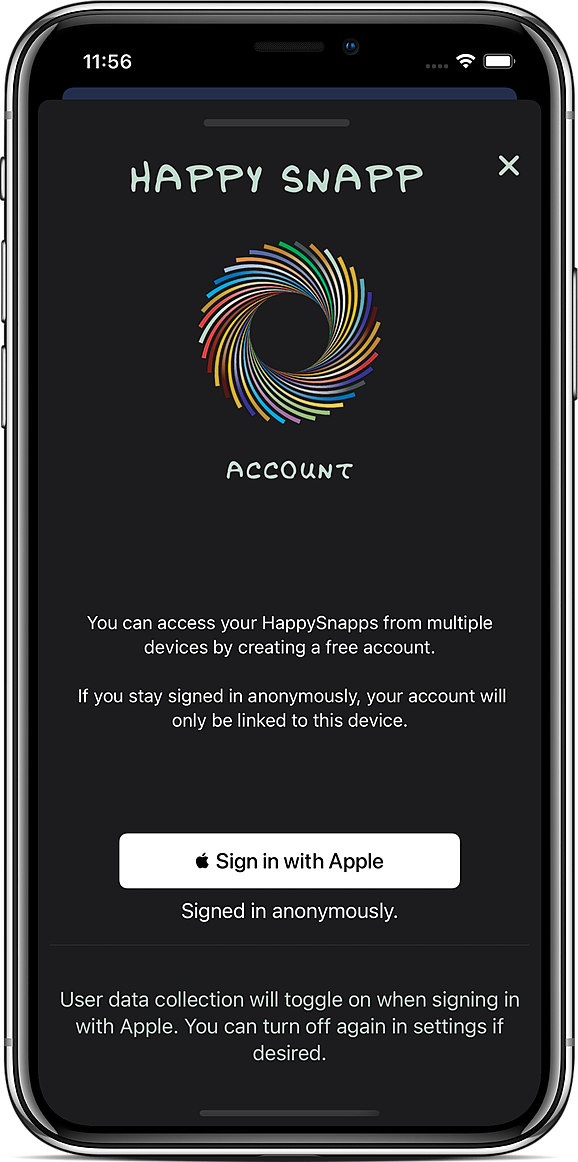 11:56
HAPPY SNAPP
ACCOUNT
You can access your HappySnapps from multiple
devices by creating a free account.
If you stay signed in anonymously, your account will
only be linked to this device.
Sign in with Apple
Signed in anonymously.
User data collection will toggle on when signing in
with Apple. You can turn off again in settings if
desired.